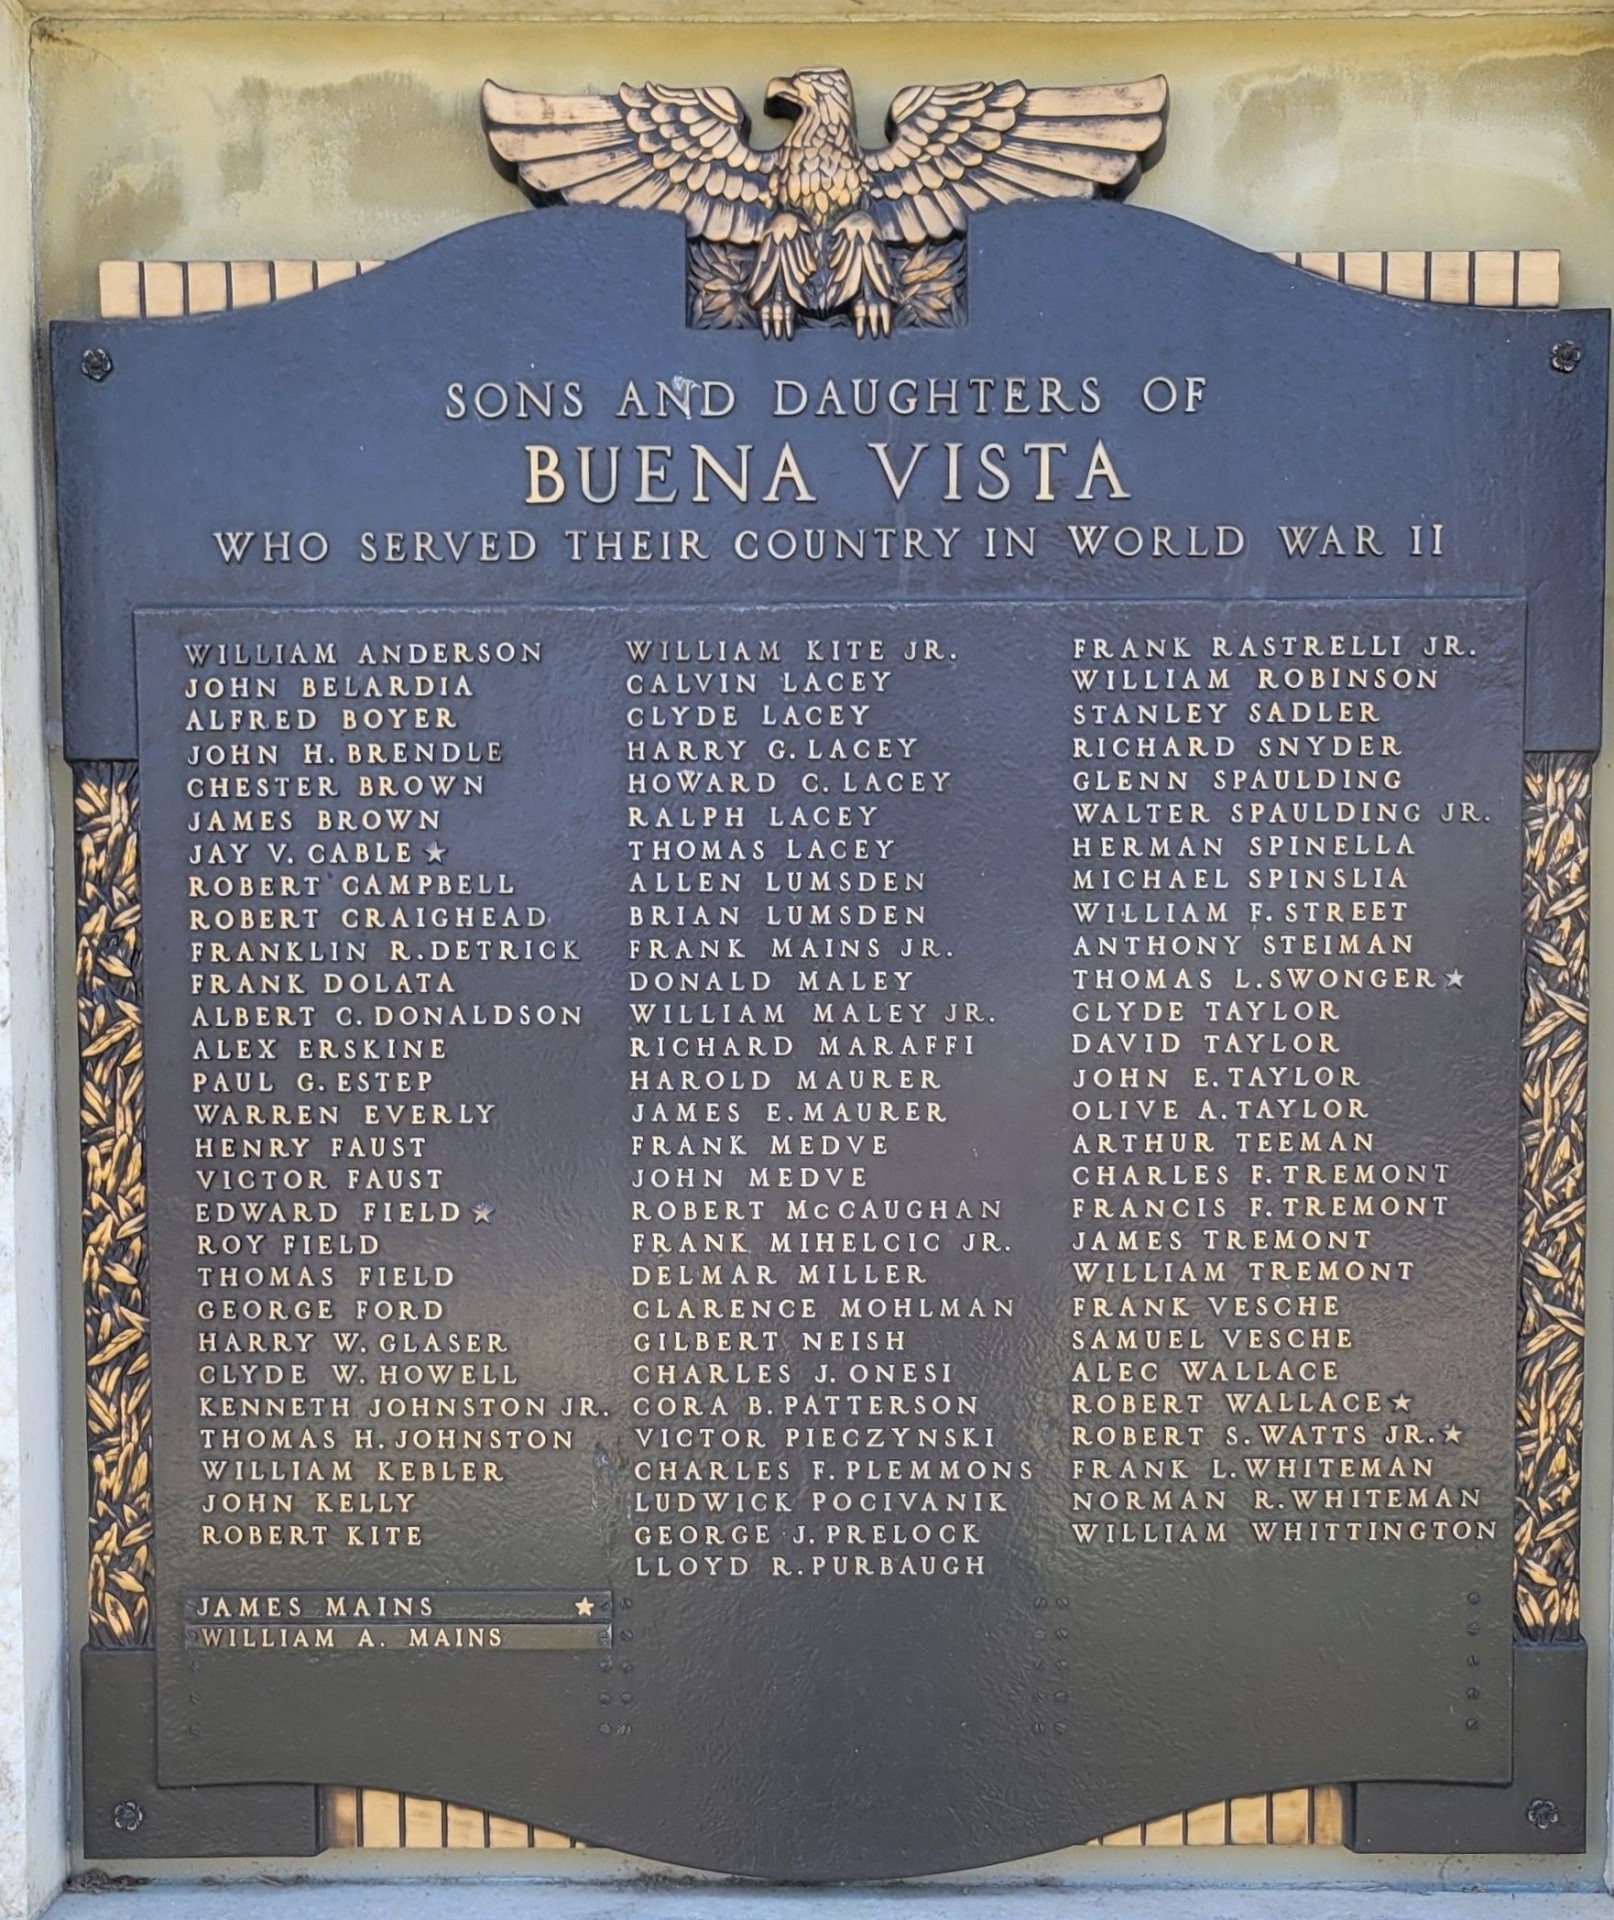 SONS AND DAUGHTERS OF
BUENA VISTA
WHO SERVED THEIR COUNTRY IN WORLD WAR II
WILLIAM ANDERSON
JOHN BELARDIA
ALFRED BOYER
JOHN H. BRENDLE
CHESTER BROWN
JAMES BROWN
JAY V. CABLE ★
ROBERT CAMPBELL
ROBERT CRAIGHEAD
FRANKLIN R. DETRICK
FRANK DOLATA
ALBERT C. DONALDSON
ALEX ERSKINE
PAUL G. ESTEP
WARREN EVERLY
HENRY FAUST
VICTOR FAUST
EDWARD FIELD ★
ROY FIELD
THOMAS FIELD
GEORGE FORD
HARRY W. GLASER
CLYDE W. HOWELL
KENNETH JOHNSTON JR.
THOMAS H. JOHNSTON
WILLIAM KEBLER
JOHN KELLY
ROBERT KITE
JAMES MAINS ★
WILLIAM A. MAINS
WILLIAM KITE JR.
CALVIN LACEY
CLYDE LACEY
HARRY G. LACEY
HOWARD C. LACEY
RALPH LACEY
THOMAS LACEY
ALLEN LUMSDEN
BRIAN LUMSDEN
FRANK MAINS JR.
DONALD MALEY
WILLIAM MALEY JR.
RICHARD MARAFFI
HAROLD MAURER
JAMES E. MAURER
FRANK MEDVE
JOHN MEDVE
ROBERT McCAUGHAN
FRANK MIHELCIC JR.
DELMAR MILLER
CLARENCE MOHLMAN
GILBERT NEISH
CHARLES J. ONESI
CORA B. PATTERSON
VICTOR PIECZYNSKI
CHARLES F. PLEMMONS
LUDWICK POCIVANIK
GEORGE J. PRELOCK
LLOYD R. PURBAUGH
FRANK RASTRELLI JR.
WILLIAM ROBINSON
STANLEY SADLER
RICHARD SNYDER
GLENN SPAULDING
WALTER SPAULDING JR.
HERMAN SPINELLA
MICHAEL SPINSLIA
WILLIAM F. STREET
ANTHONY STEIMAN
THOMAS L. SWONGER ★
CLYDE TAYLOR
DAVID TAYLOR
JOHN E. TAYLOR
OLIVE A. TAYLOR
ARTHUR TEEMAN
CHARLES F. TREMONT
FRANCIS F. TREMONT
JAMES TREMONT
WILLIAM TREMONT
FRANK VESCHE
SAMUEL VESCHE
ALEC WALLACE
ROBERT WALLACE ★
ROBERT S. WATTS JR. ★
FRANK L. WHITEMAN
NORMAN R. WHITEMAN
WILLIAM WHITTINGTON